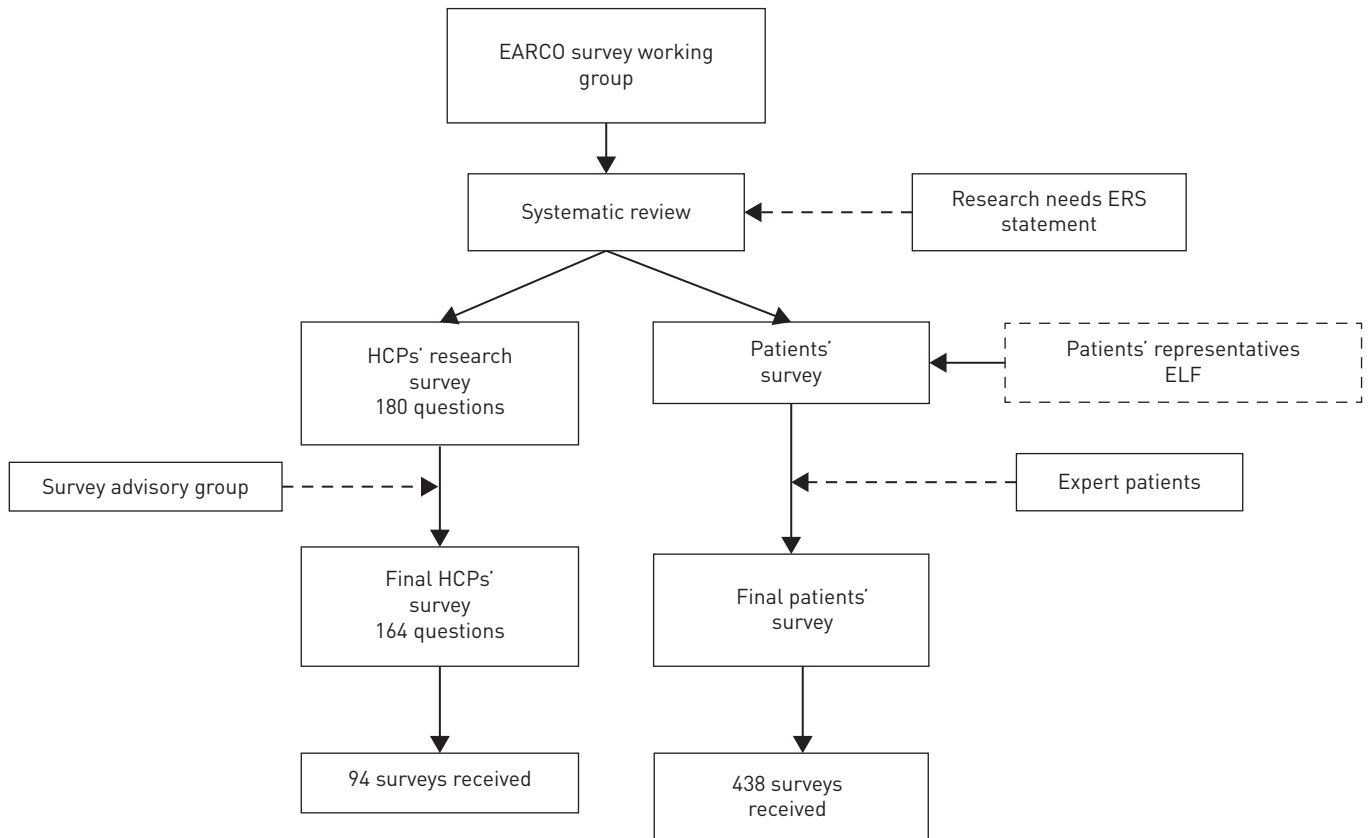 EARCO survey working
group
Systematic review
Research needs ERS
statement
HCPs’ research
survey
180 questions
Patients’
survey
Patients’ representatives
ELF
Survey advisory group
Expert patients
Final HCPs’
survey
164 questions
Final patients’
survey
94 surveys received
438 surveys
received